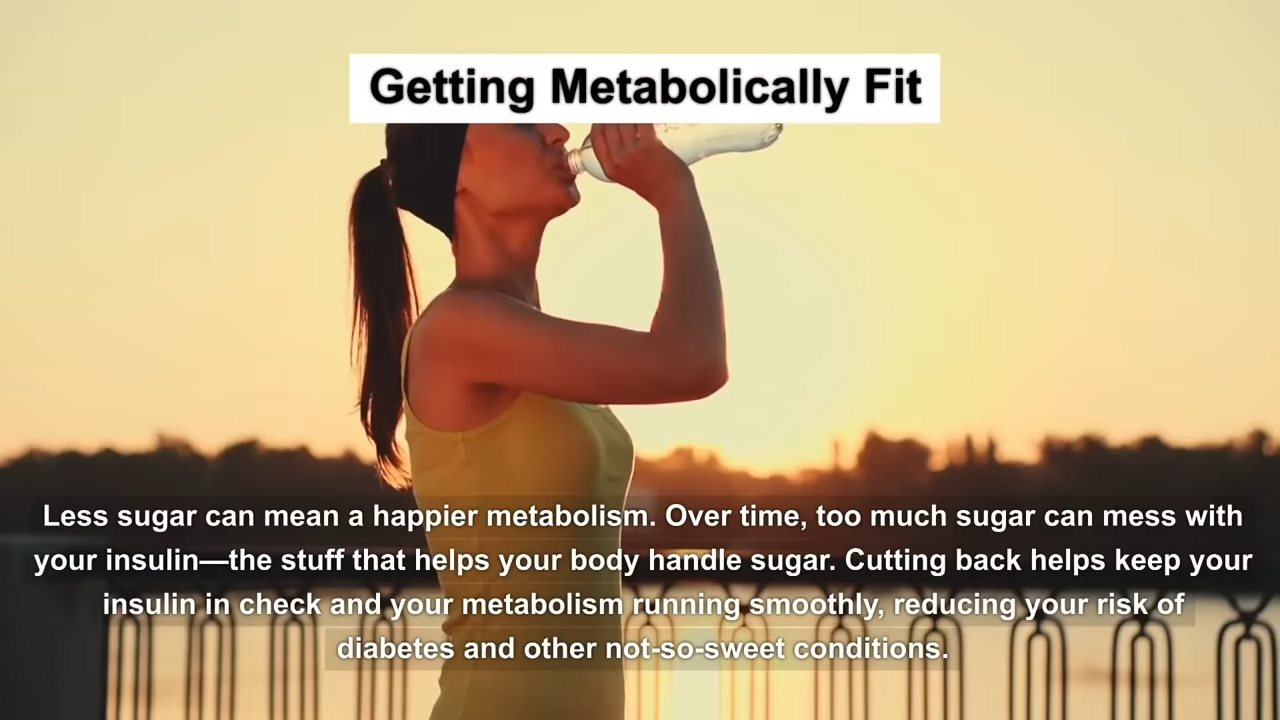 Getting Metabolically Fit
Less sugar can mean a happier metabolism. Over time, too much sugar can mess with
your insulin—the stuff that helps your body handle sugar. Cutting back helps keep your
insulin in check and your metabolism running smoothly, reducing your risk of
diabetes and other not-so-sweet conditions.